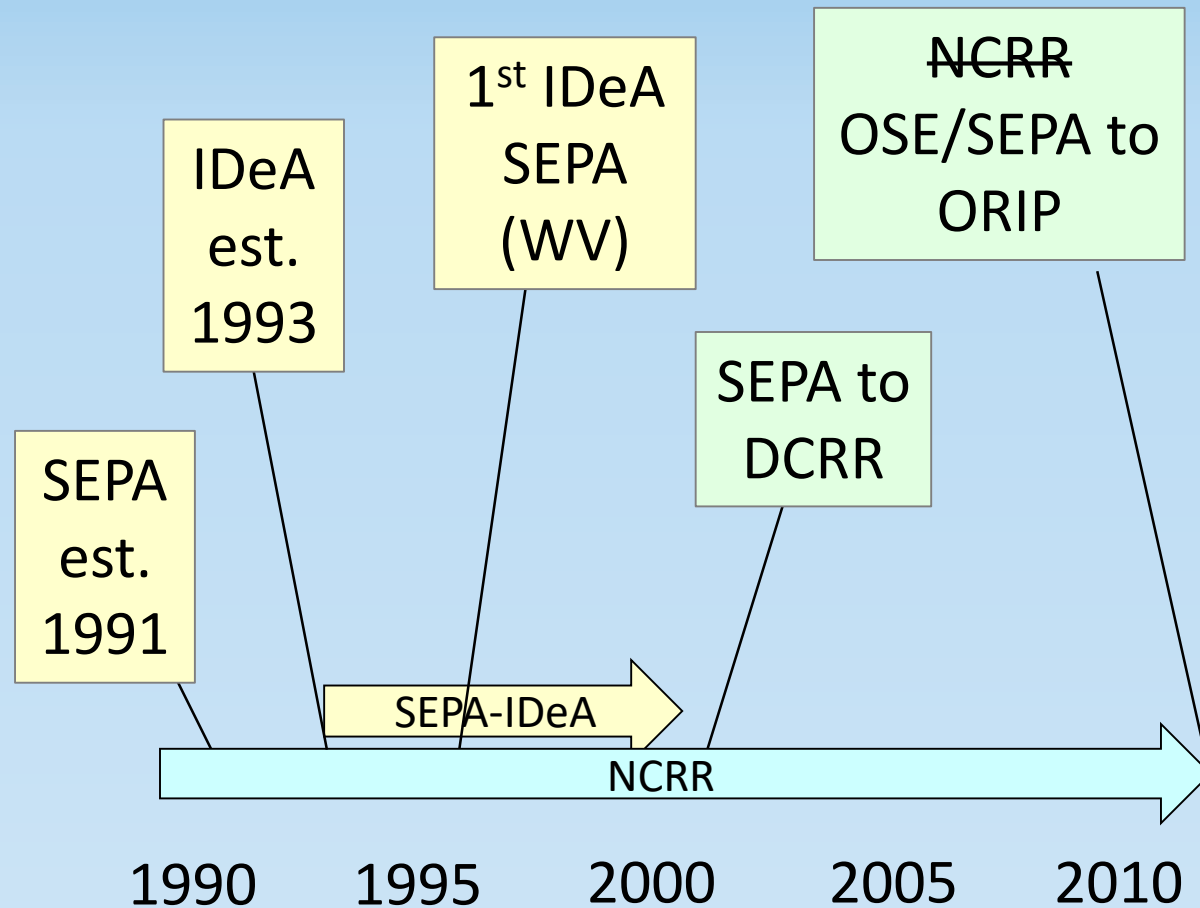 SEPA
est.
1991
IDeA
est.
1993
1st IDeA
SEPA
(WV)
SEPA to
DCRR
NCRR
OSE/SEPA to
ORIP
SEPA-IDeA
NCRR
1990 1995 2000 2005 2010